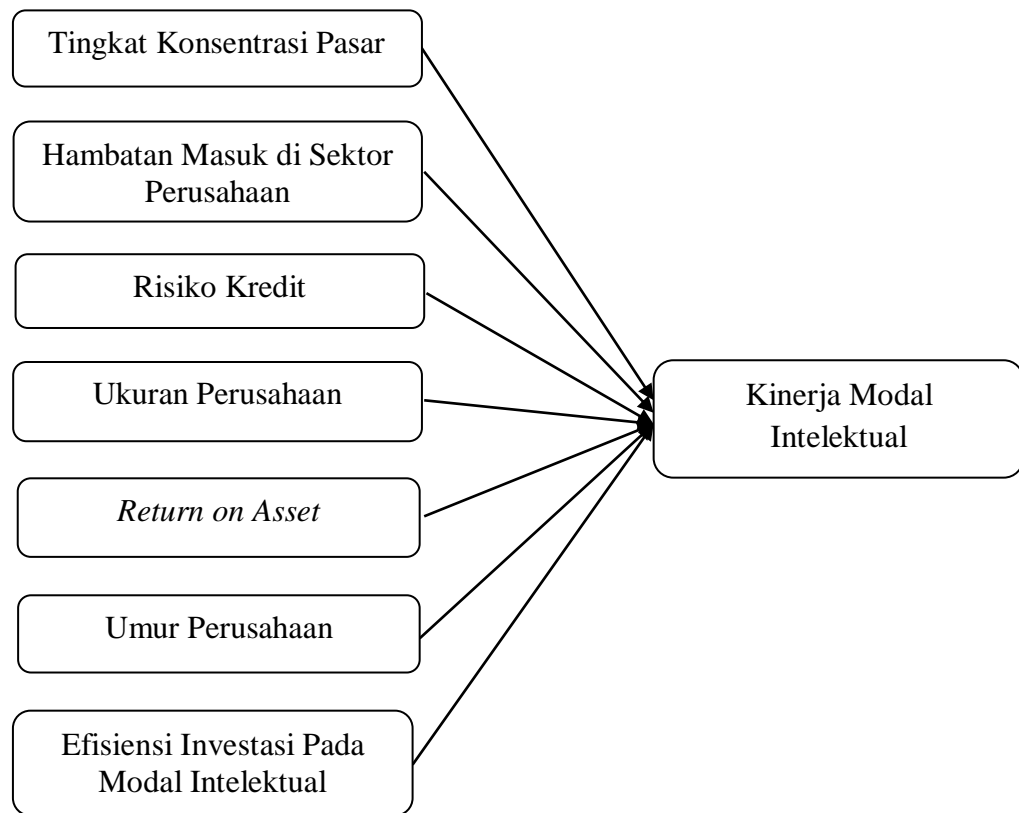 Tingkat Konsentrasi Pasar
Hambatan Masuk di Sektor
Perusahaan
Risiko Kredit
Ukuran Perusahaan
Return on Asset
Umur Perusahaan
Efisiensi Investasi Pada
Modal Intelektual
Kinerja Modal
Intelektual